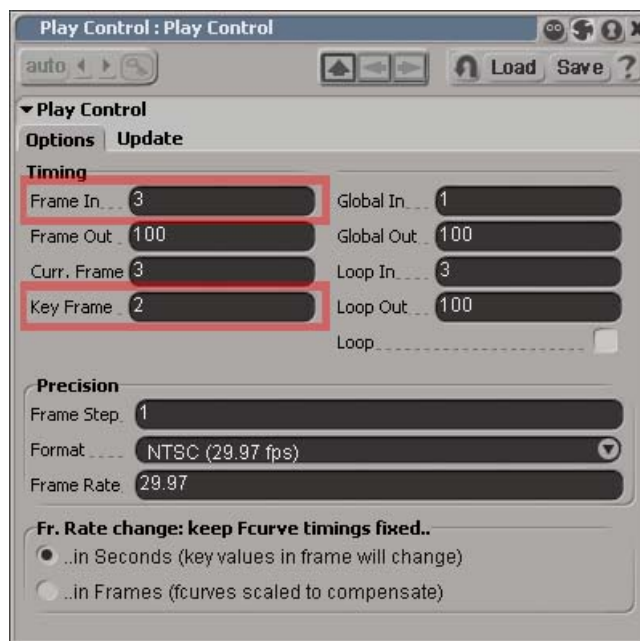 Play Control : Play Control
auto
Load Save ?
Play Control
Options Update
Timing
Frame In 3 Global In 1
Frame Out 100 Global Out 100
Curr. Frame 3 Loop In 3
Key Frame 2 Loop Out 100
Loop
Precision
Frame Step 1
Format NTSC (29.97 fps)
Frame Rate 29.97
Fr. Rate change: keep Fcurve timings fixed..
..in Seconds (key values in frame will change)
..in Frames (fcurves scaled to compensate)